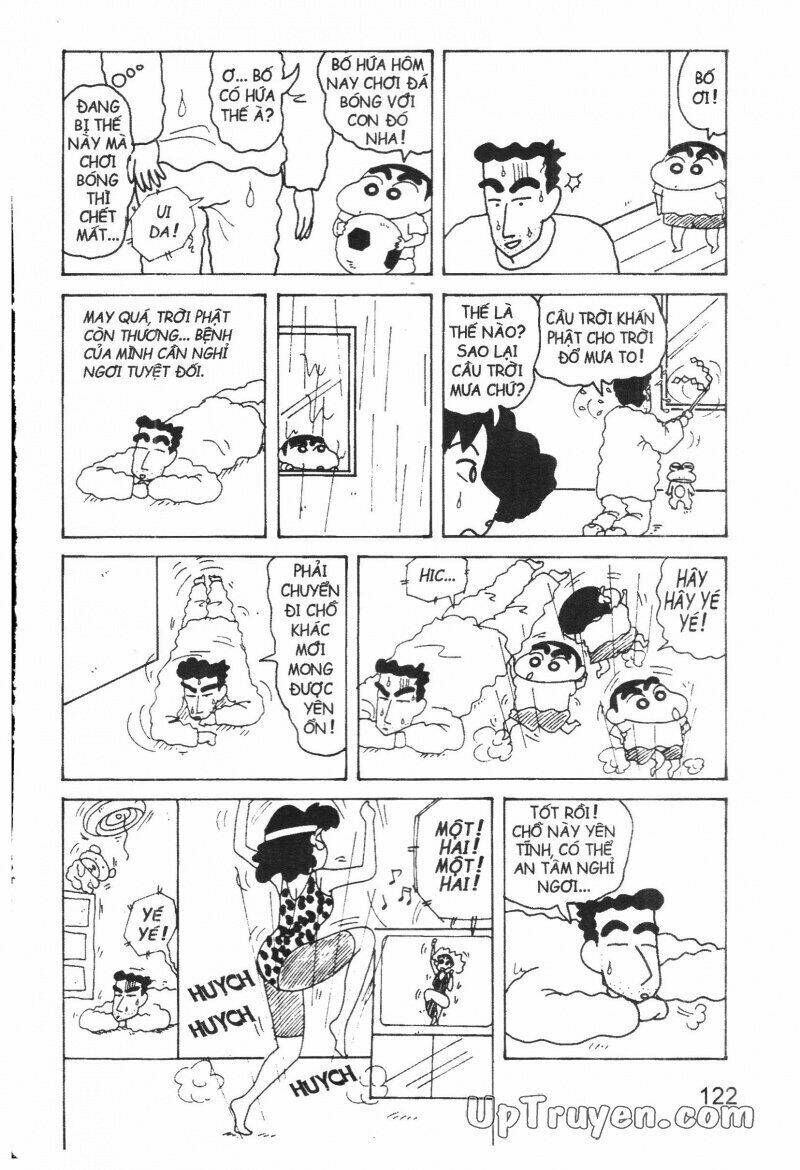 BỐ
ƠI!
BỐ HỨA HÔM
NAY CHƠI ĐÁ
BÓNG VỚI
CON ĐÓ
NHA!
Ơ... BỐ
CÓ HỨA
THẾ À?
UI
DA!
ĐANG
BỊ THẾ
NÀY MÀ
CHƠI
BÓNG
THÌ
CHẾT
MẤT...
CẦU TRỜI KHẤN
PHẬT CHO TRỜI
ĐỔ MƯA TO!
THẾ LÀ
THẾ NÀO?
SAO LẠI
CẦU TRỜI
MƯA CHỨ?
MAY QUÁ, TRỜI PHẬT
CÒN THƯƠNG... BỆNH
CỦA MÌNH CẦN NGHỈ
NGƠI TUYỆT ĐỐI.
HÂY
HÂY YÉ
YÉ!
HIC...
PHẢI
CHUYỂN
ĐI CHỖ
KHÁC
MỚI
MONG
ĐƯỢC
YÊN
ỔN!
TỐT RỒI!
CHỖ NÀY YÊN
TĨNH, CÓ THỂ
AN TÂM NGHỈ
NGƠI...
MỘT!
HAI!
MỘT!
HAI!
HUỴCH
HUỴCH
HUỴCH
YÉ
YÉ!
122
UpTruyen.com